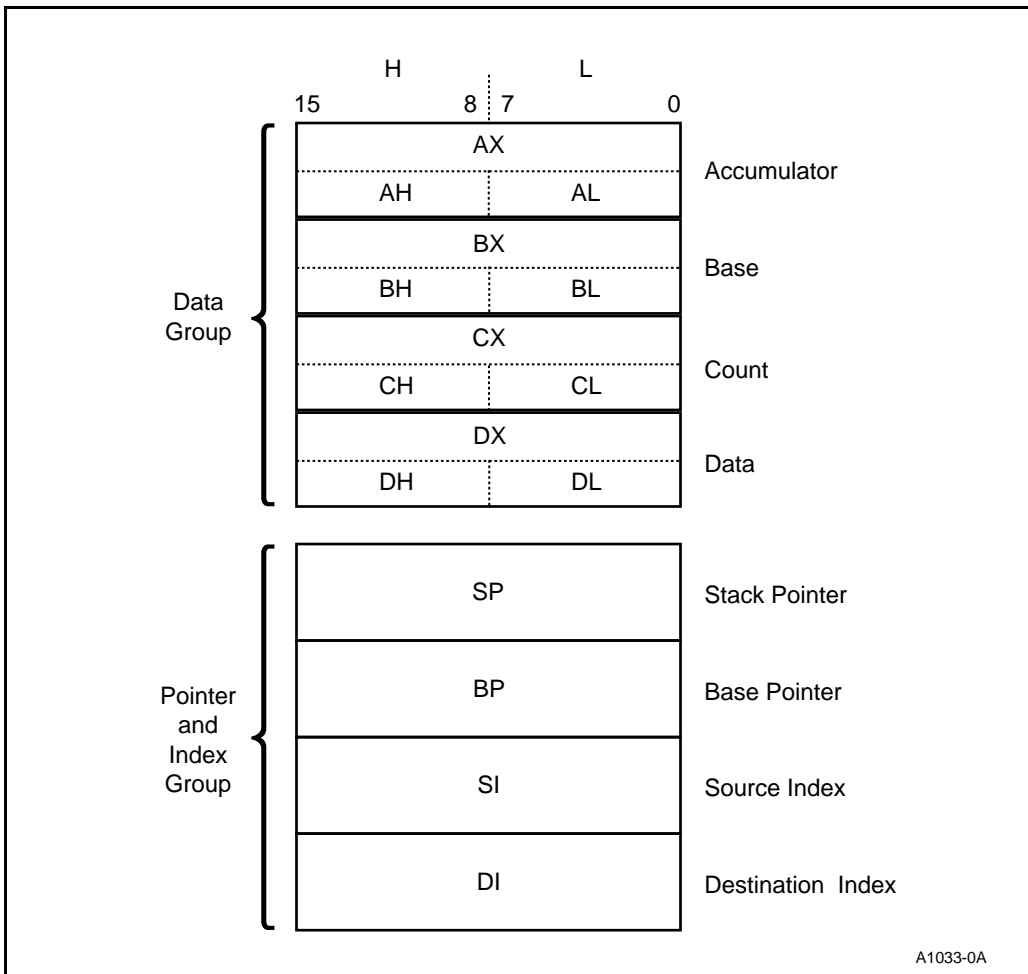 H L
15 8 7 0
AX
AH AL
Accumulator
BX
BH BL
Base
Data
Group
CX
CH CL
Count
DX
DH DL
Data
SP
Stack Pointer
BP
Base Pointer
Pointer
and
Index
Group
SI
Source Index
DI
Destination Index
A1033-0A